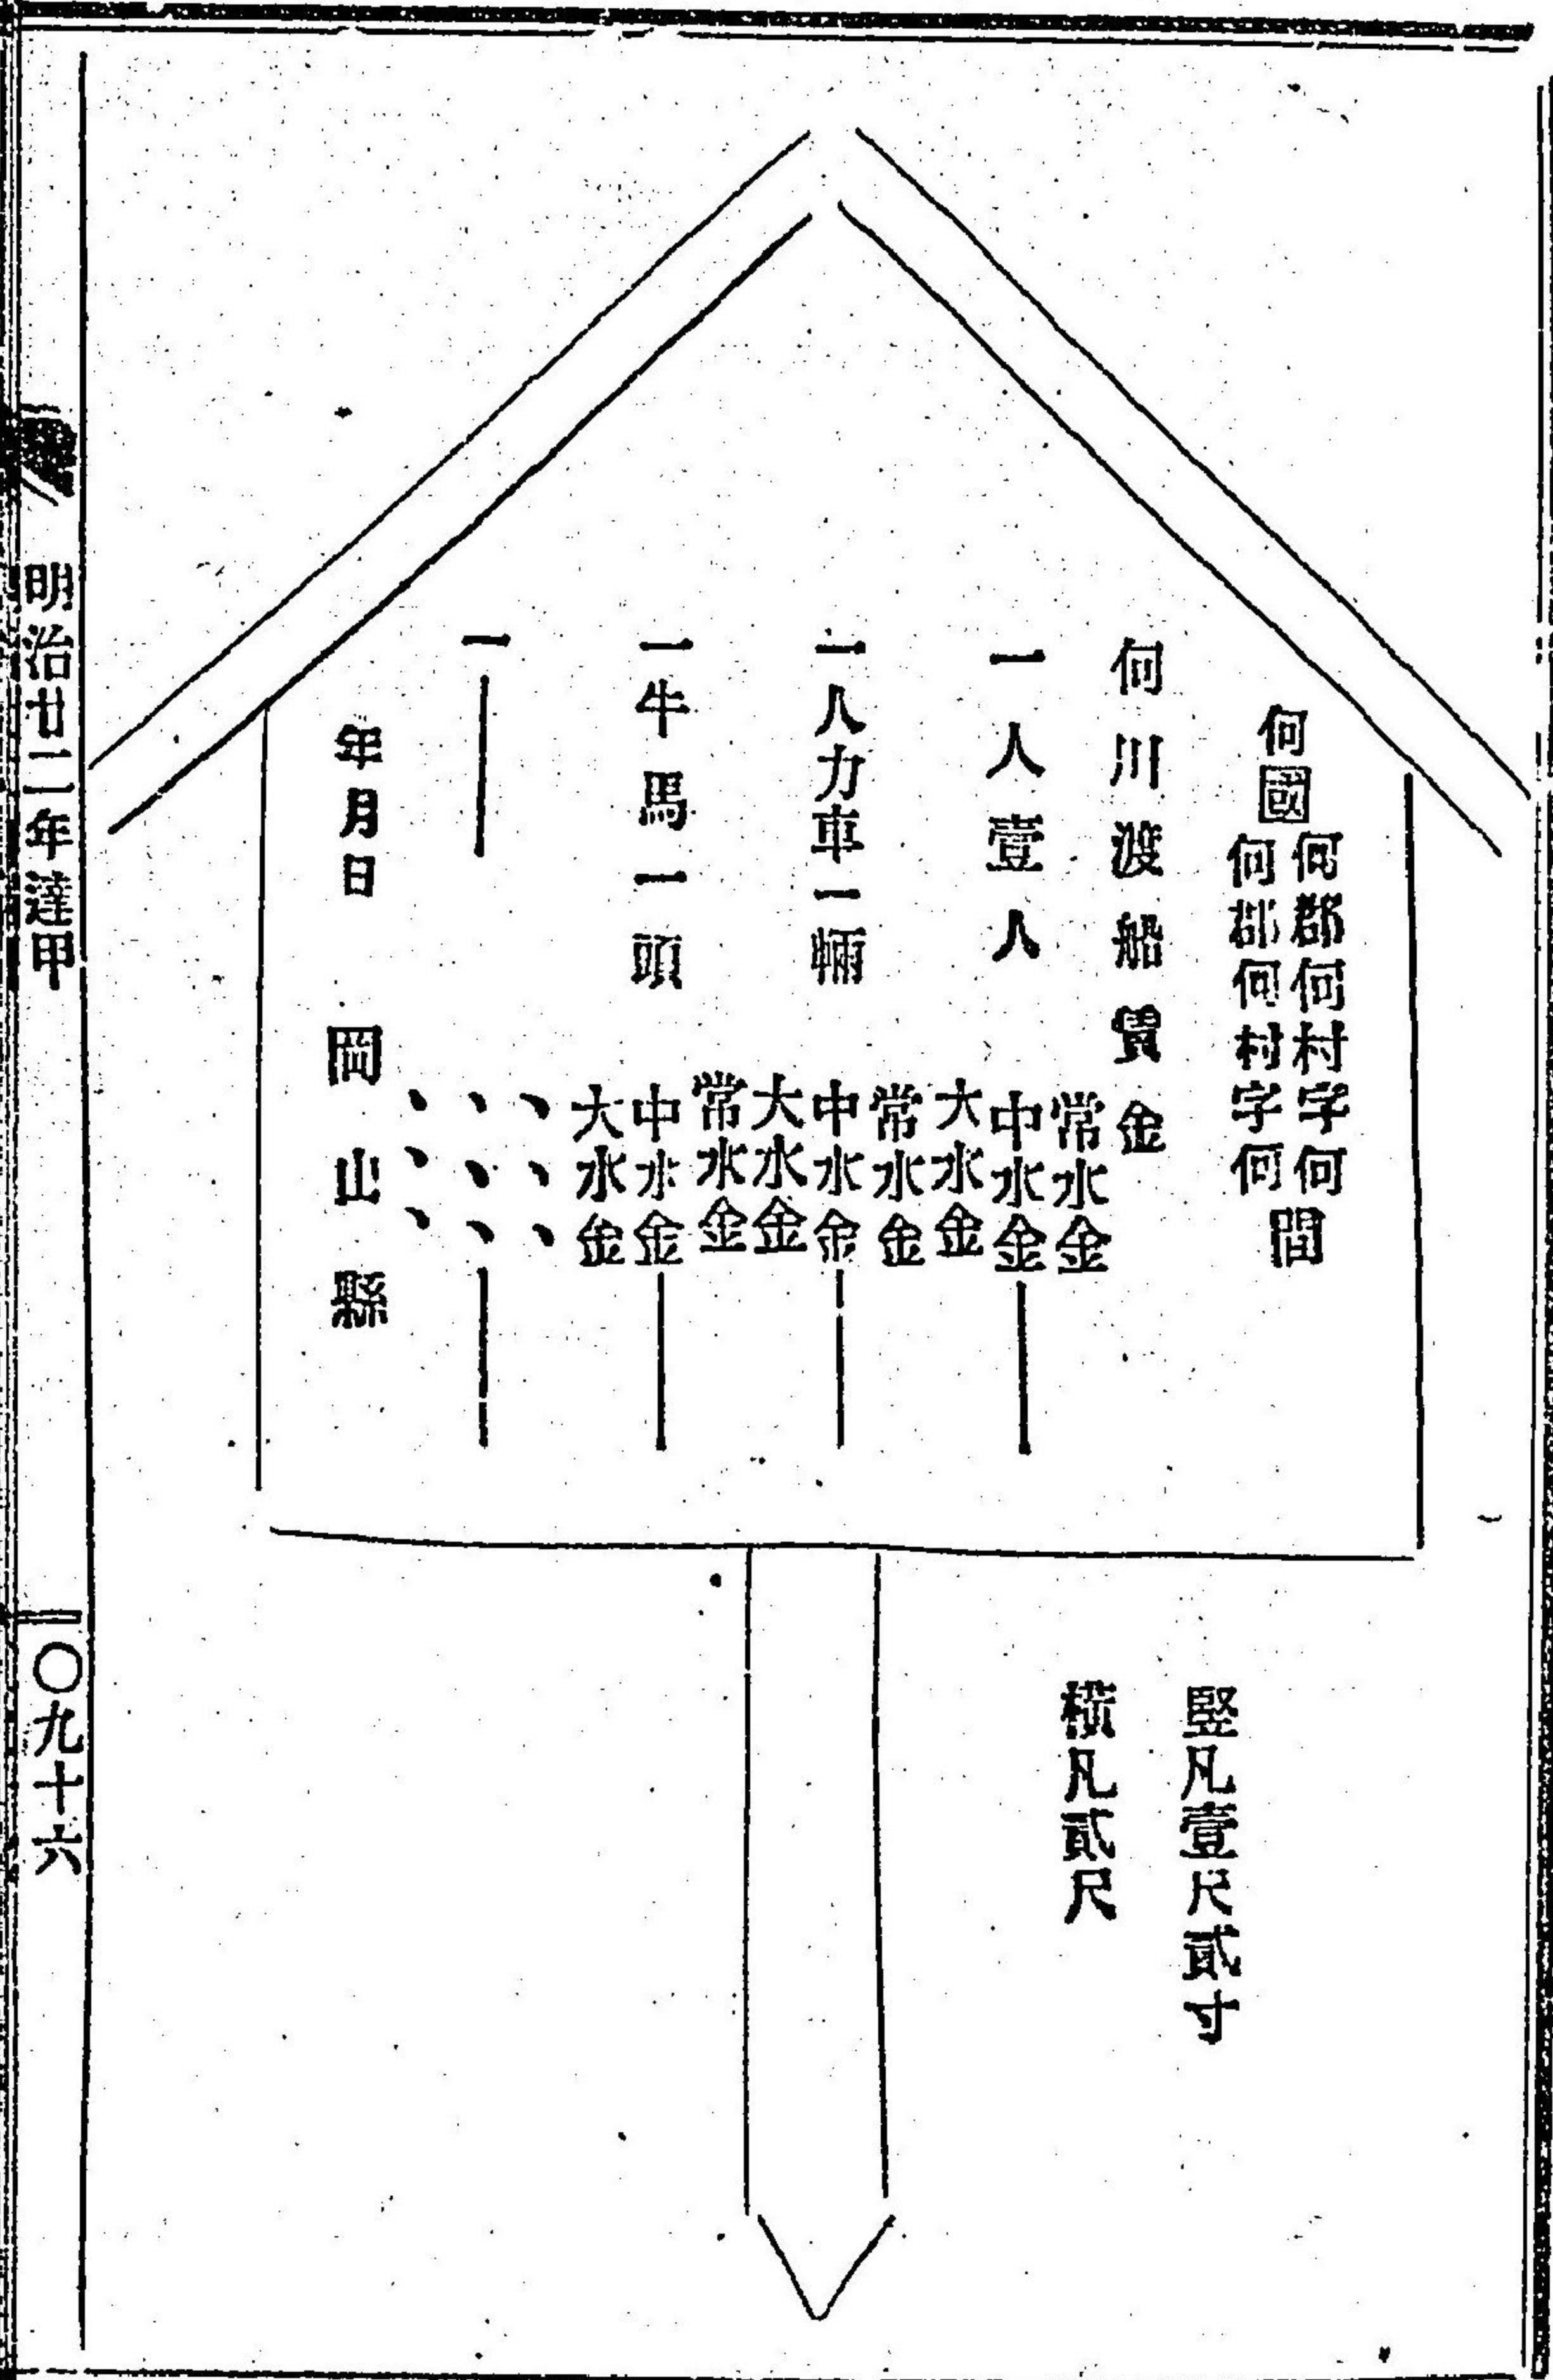 何國
何郡何村字何
何郡何村字何
間
何川渡船賃金
一人壹人
常水金
中水金
大水金
一人力車一輛
常水金
中水金
大水金
一牛馬一頭
常水金
中水金
大水金
一
、、、
、、、
、、、
年月日 岡山縣
竪凡壹尺貳寸
橫凡貳尺
明治廿二年達甲
〇九十六